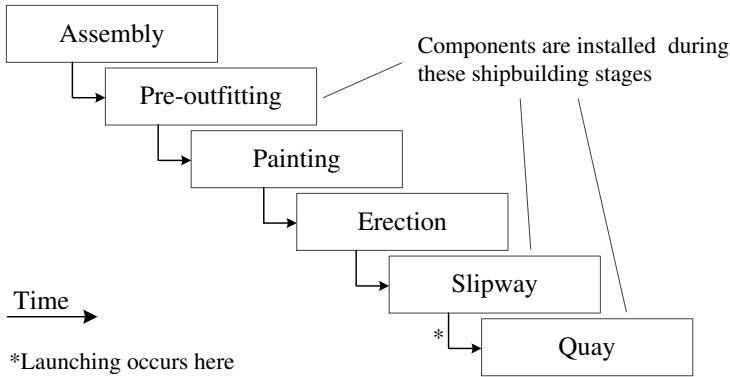 Assembly
Components are installed during
these shipbuilding stages
Pre-outfitting
Painting
Erection
Slipway
Time
*
Quay
*Launching occurs here